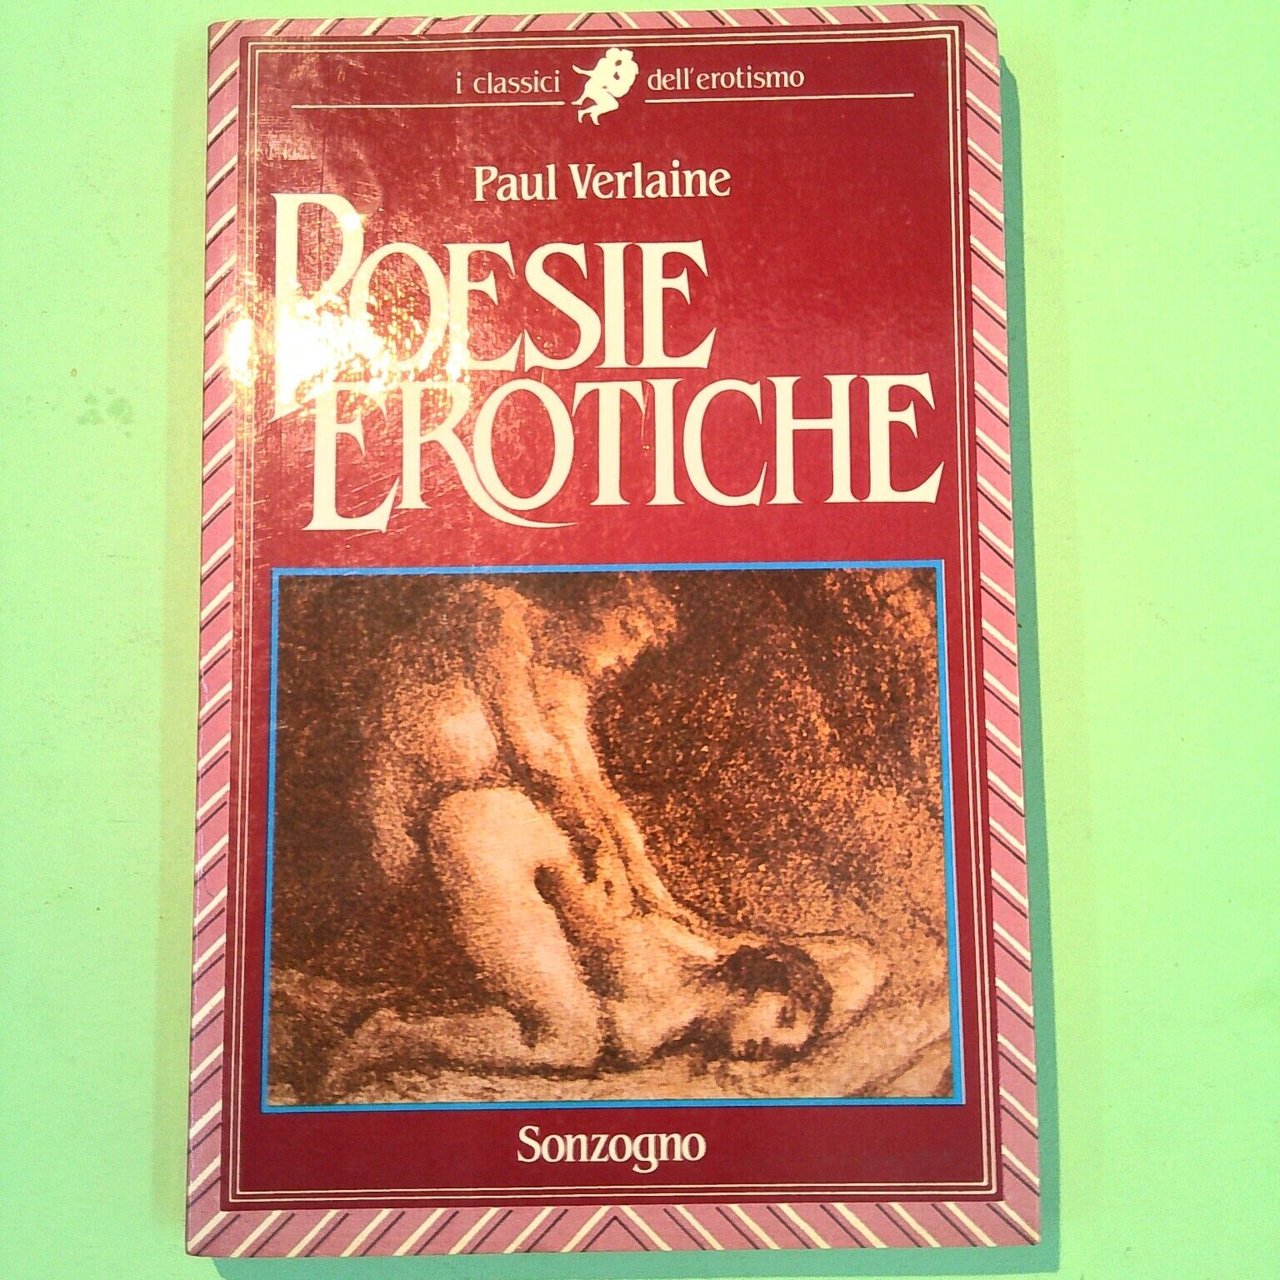 i classici dell'erotismo
Paul Verlaine
POESIE
EROTICHE
Sonzogno